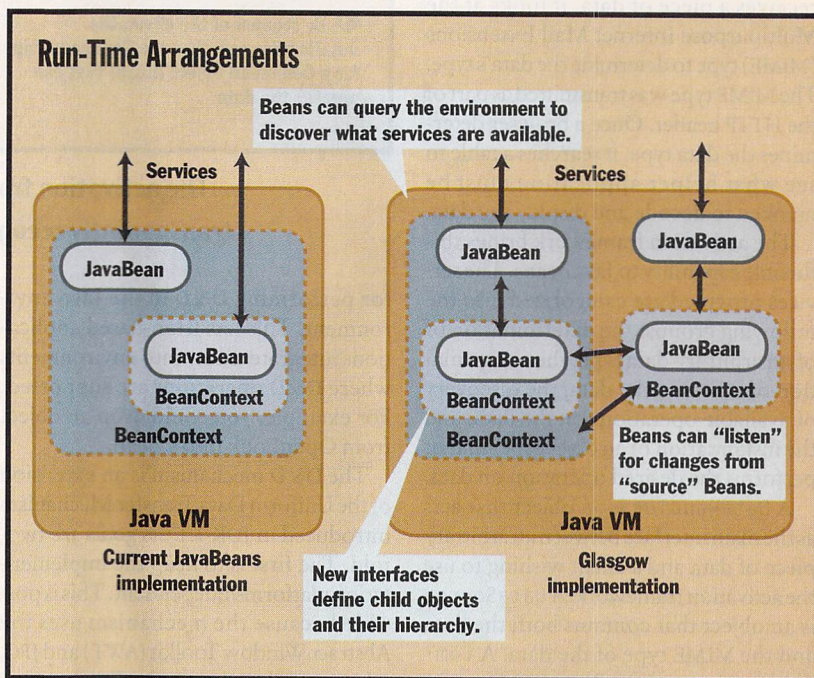 Run-Time Arrangements
Beans can query the environment to
discover what services are available.
Services
JavaBean
JavaBean
BeanContext
BeanContext
Java VM
Current JavaBeans
implementation
Services
JavaBean
JavaBean
BeanContext
BeanContext
JavaBean
JavaBean
BeanContext
Beans can “listen”
for changes from
“source” Beans.
Java VM
Glasgow
implementation
New interfaces
define child objects
and their hierarchy.